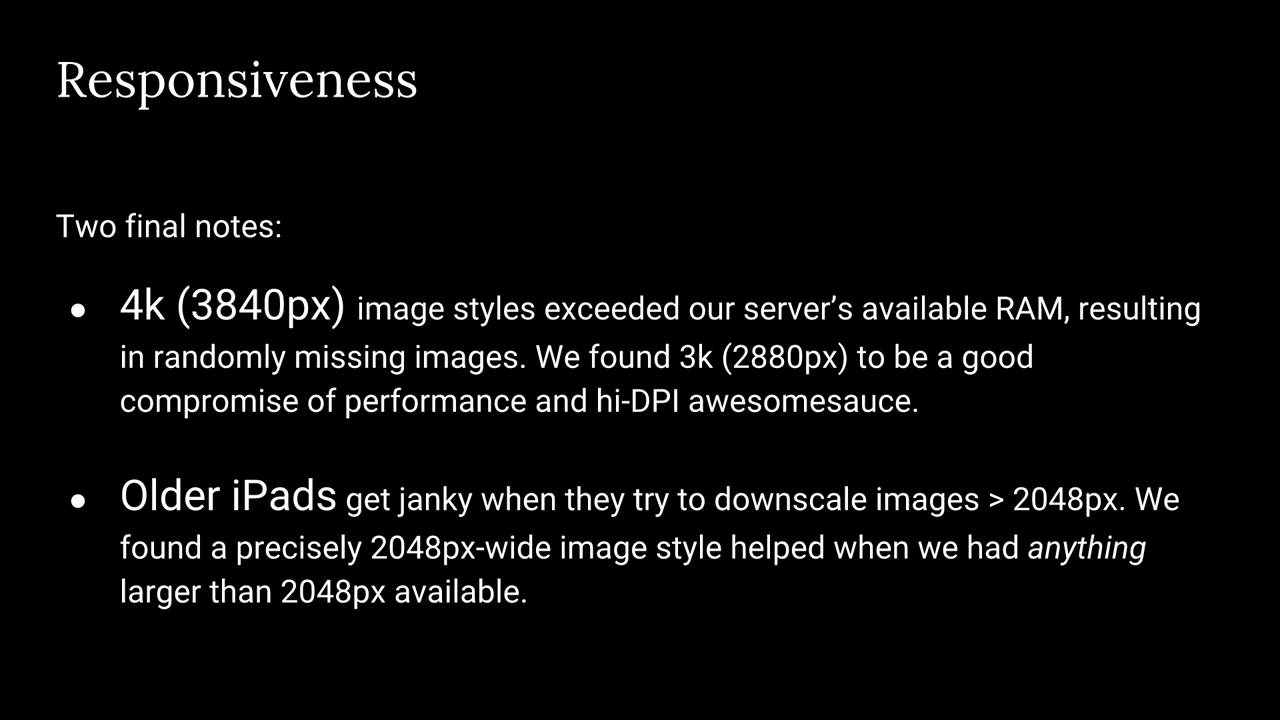 Responsiveness
Two final notes:
● 4k (3840px) image styles exceeded our server’s available RAM, resulting
in randomly missing images. We found 3k (2880px) to be a good
compromise of performance and hi-DPI awesomesauce.
● Older iPads get janky when they try to downscale images > 2048px. We
found a precisely 2048px-wide image style helped when we had anything
larger than 2048px available.